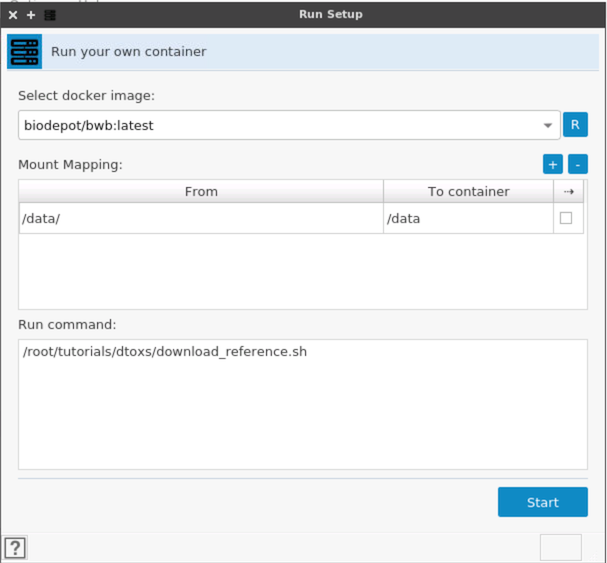 Run Setup
Run your own container
Select docker image:
biodepot/bwb:latest
R
Mount Mapping:
+ -
From To container ⇢
/data/ /data
Run command:
/root/tutorials/dtoxs/download_reference.sh
Start
?